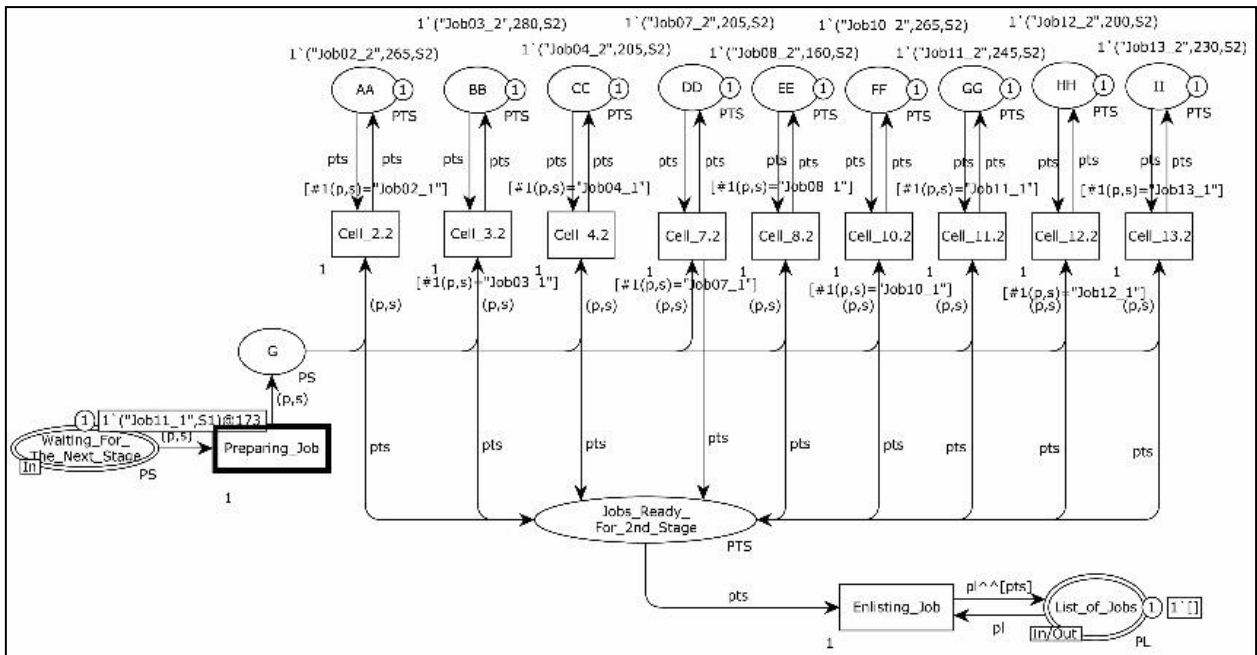 1`("Job03_2",280,S2) 1`("Job07_2",205,S2) 1`("Job10_2",265,S2) 1`("Job12_2",200,S2)
1`("Job02_2",265,S2) 1`("Job04_2",205,S2) 1`("Job08_2",160,S2) 1`("Job11_2",245,S2) 1`("Job13_2",230,S2)
AA 1 BB 1 CC 1 DD 1 EE 1 FF 1 GG 1 HH 1 II 1
PTS PTS PTS PTS PTS PTS PTS PTS PTS
pts pts pts pts pts pts pts pts pts pts pts pts pts pts pts pts pts pts
[#1(p,s)="Job02_1"] [#1(p,s)="Job04_1"] [#1(p,s)="Job08_1"] [#1(p,s)="Job11_1"] [#1(p,s)="Job13_1"]
Cell_2.2 Cell_3.2 Cell_4.2 Cell_7.2 Cell_8.2 Cell_10.2 Cell_11.2 Cell_12.2 Cell_13.2
1 1 1 1 1 1 1 1 1
[#1(p,s)="Job03_1"] [#1(p,s)="Job07_1"] [#1(p,s)="Job10_1"] [#1(p,s)="Job12_1"]
(p,s) (p,s) (p,s) (p,s) (p,s) (p,s) (p,s) (p,s) (p,s)
G
PS
(p,s)
1 1`("Job11_1",S1)@173
(p,s)
Waiting_For_
The_Next_Stage
In
PS
Preparing_Job
1
pts pts pts pts pts pts pts pts pts
Jobs_Ready_
For_2nd_Stage
PTS
pts
Enlisting_Job
1
pl^^[pts]
pl
List_of_Jobs
1 1`[]
In/Out
PL